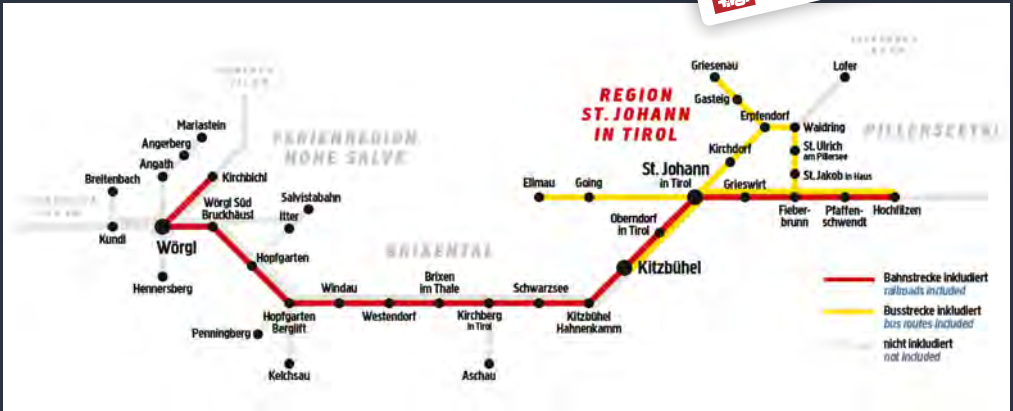 Griesenau
Lofer
Gasteig
REGION
ST. JOHANN
IN TIROL
Erpfendorf
Waidring
Mariastein
Angerberg
Angath
Kirchbichl
Breitenbach
FERIENREGION
HOHE SALVE
PILLERSEETAL
Kirchdorf
St. Ulrich
am Pillersee
St. Jakob in Haus
St. Johann
in Tirol
Ellmau
Going
Grieswirt
Fieber-
brunn
Pfaffen-
schwendt
Hochfilzen
Salvistabahn
Itter
Wörgl Süd
Bruckhäusl
Kundl
Wörgl
Oberndorf
in Tirol
BRIXENTAL
Hopfgarten
Kitzbühel
Hennersberg
Brixen
im Thale
Windau
Schwarzsee
Hopfgarten
Berglift
Westendorf
Kirchberg
in Tirol
Kitzbühel
Hahnenkamm
Penningberg
Kelchsau
Aschau
Bahnstrecke inkludiert
railroads included
Busstrecke inkludiert
bus routes included
nicht inkludiert
not included